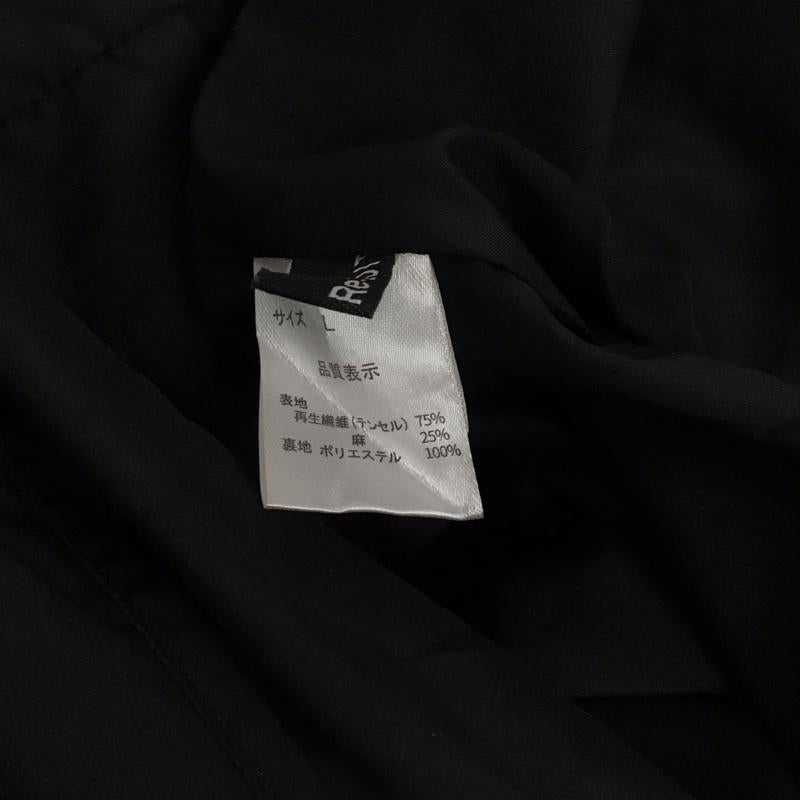 サイズ L
品質表示
表地
再生繊維(テンセル) 75%
麻 25%
裏地 ポリエステル 100%